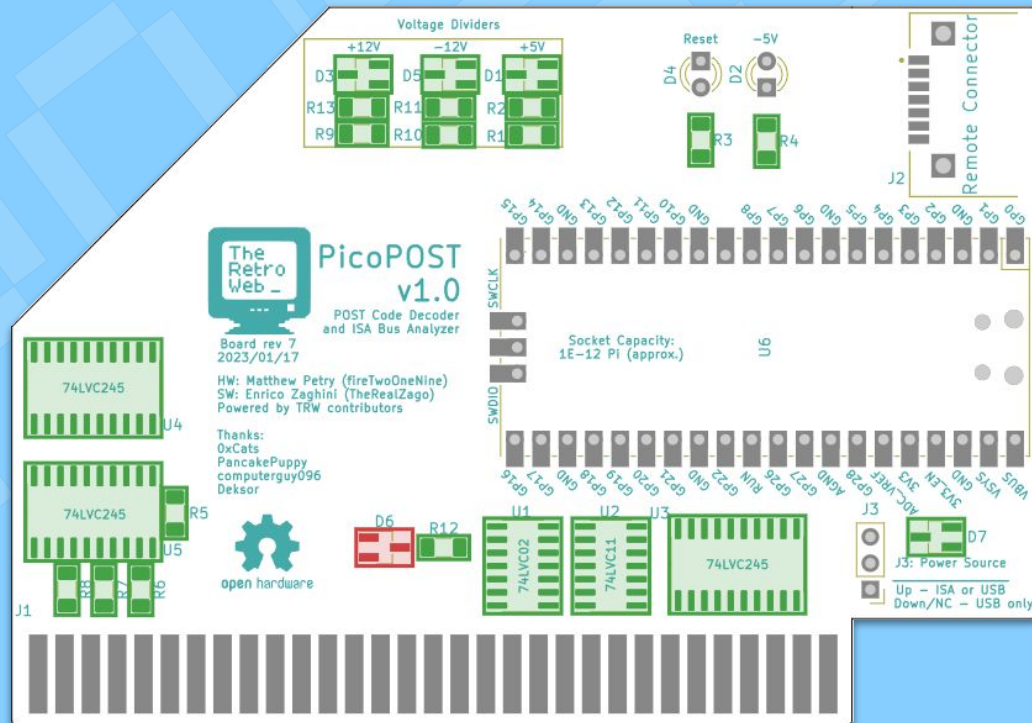 Voltage Dividers
+12V
-12V
+5V
D3
D5
D1
R13
R11
R2
R9
R10
R1
Reset
-5V
D4
D2
R3
R4
Remote Connector
J2
GP15
GP14
GND
GP13
GP12
GP11
GP10
GND
GP8
GP7
GP6
GND
GP5
GP4
GP3
GP2
GND
GP1
GP0
The
Retro
Web _
PicoPOST
v1.0
POST Code Decoder
and ISA Bus Analyzer
Board rev 7
2023/01/17
HW: Matthew Petry (fireTwoOneNine)
SW: Enrico Zaghini (TheRealZago)
Powered by TRW contributors
Thanks:
0xCats
PancakePuppy
computerguy096
Deksor
SWCLK
SWDIO
Socket Capacity:
1E-12 Pi (approx.)
U6
74LVC245
U4
74LVC245
U5
R5
R8
R7
R6
J1
open hardware
D6
R12
GP16
GP17
GND
GP18
GP19
GP20
GP21
GND
GP22
RUN
GP26
GP27
AGND
GP28
ADC_VREF
3V3
3V3_EN
GND
VSYS
VBUS
U1
74LVC02
U2
74LVC11
U3
74LVC245
J3
D7
J3: Power Source
Up - ISA or USB
Down/NC - USB only